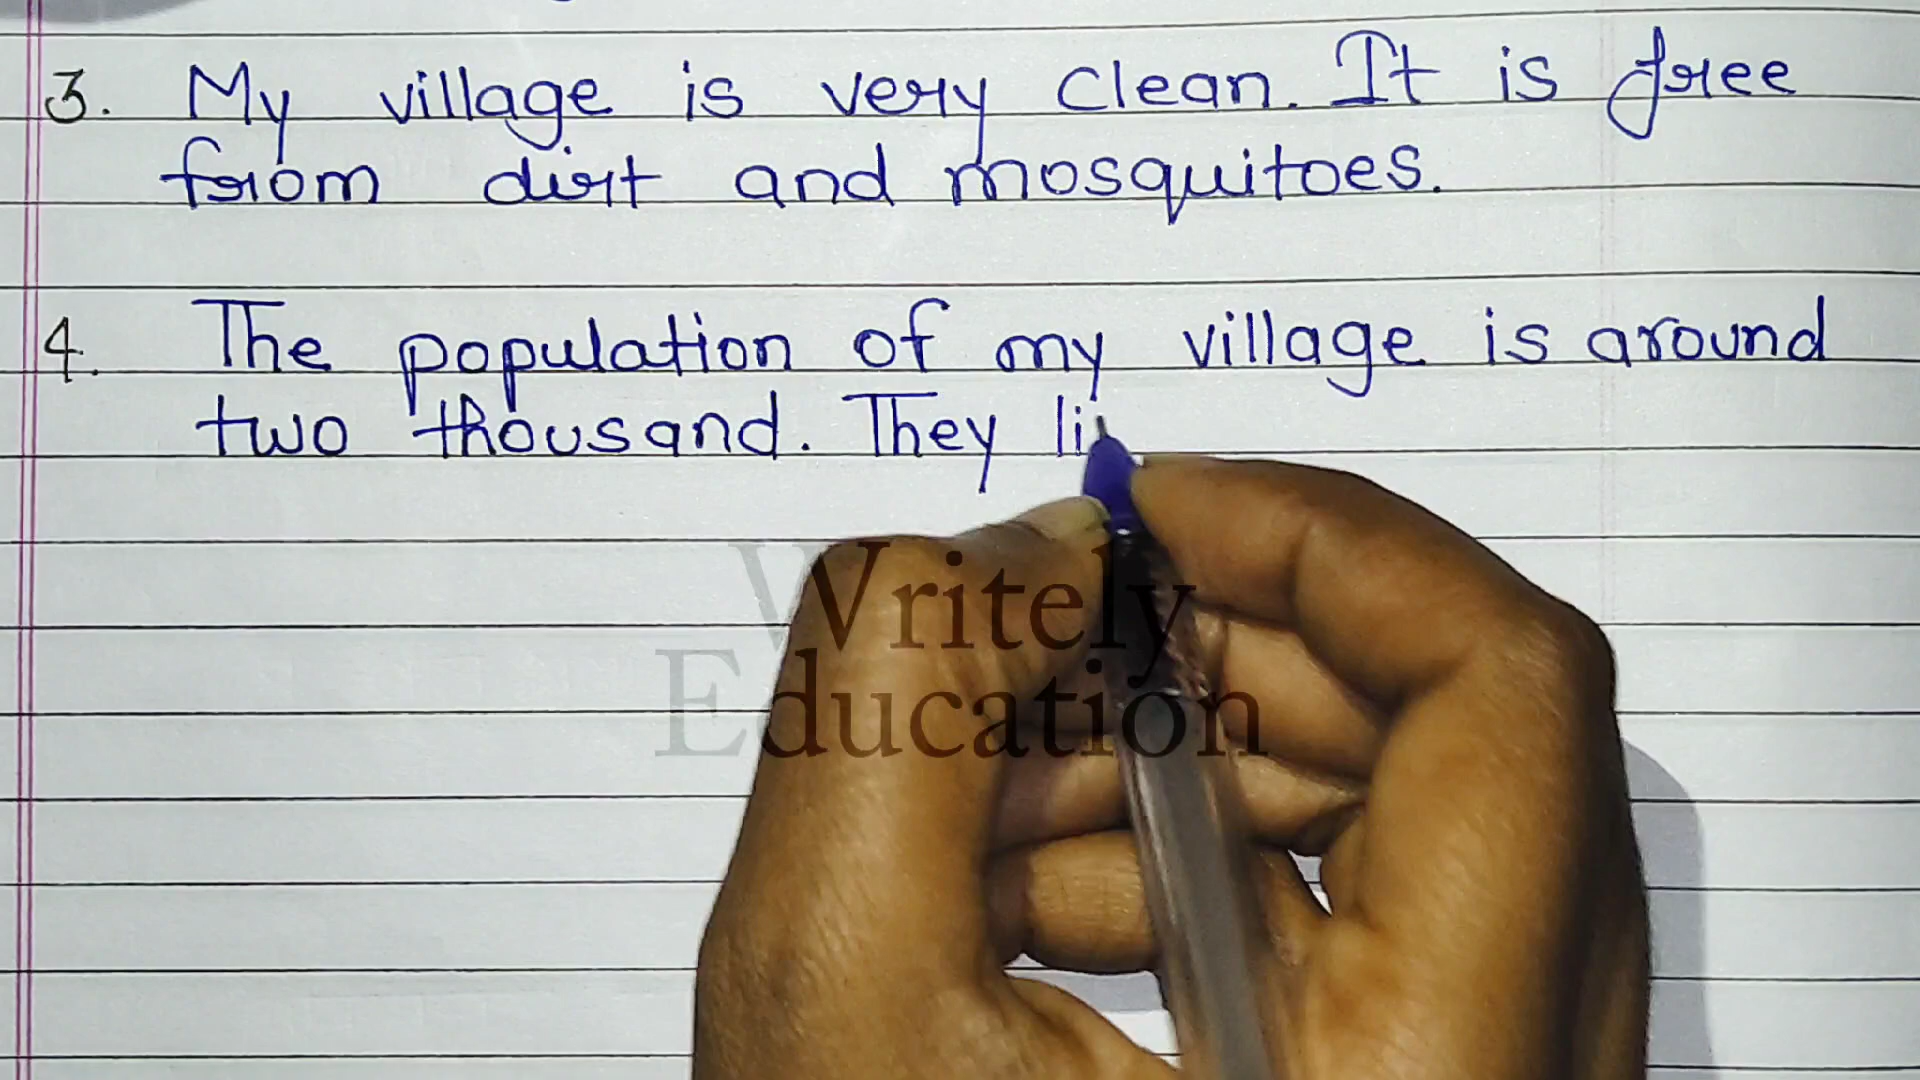 3. My village is very clean. It is free
from dirt and mosquitoes.
4. The population of my village is around
two thousand. They li
Writely
Education